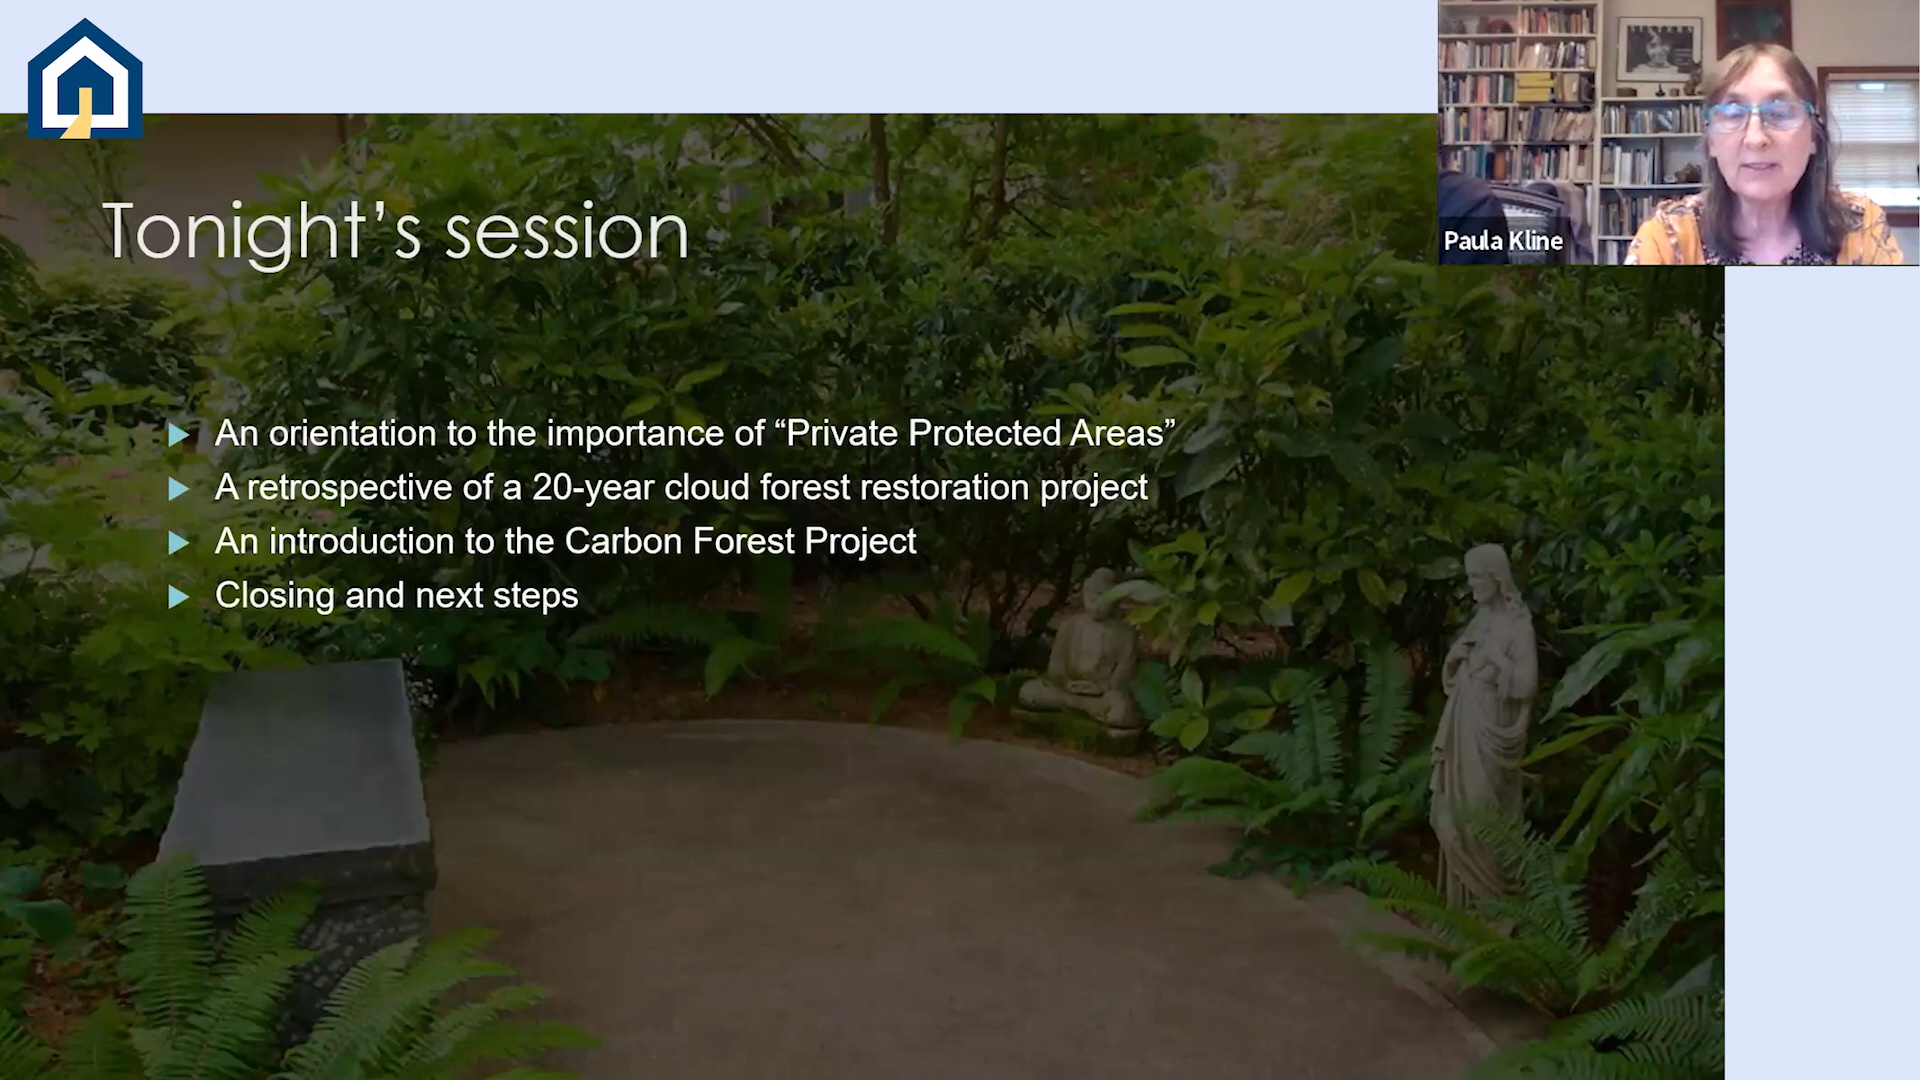 Tonight’s session
An orientation to the importance of “Private Protected Areas”
A retrospective of a 20-year cloud forest restoration project
An introduction to the Carbon Forest Project
Closing and next steps
Paula Kline